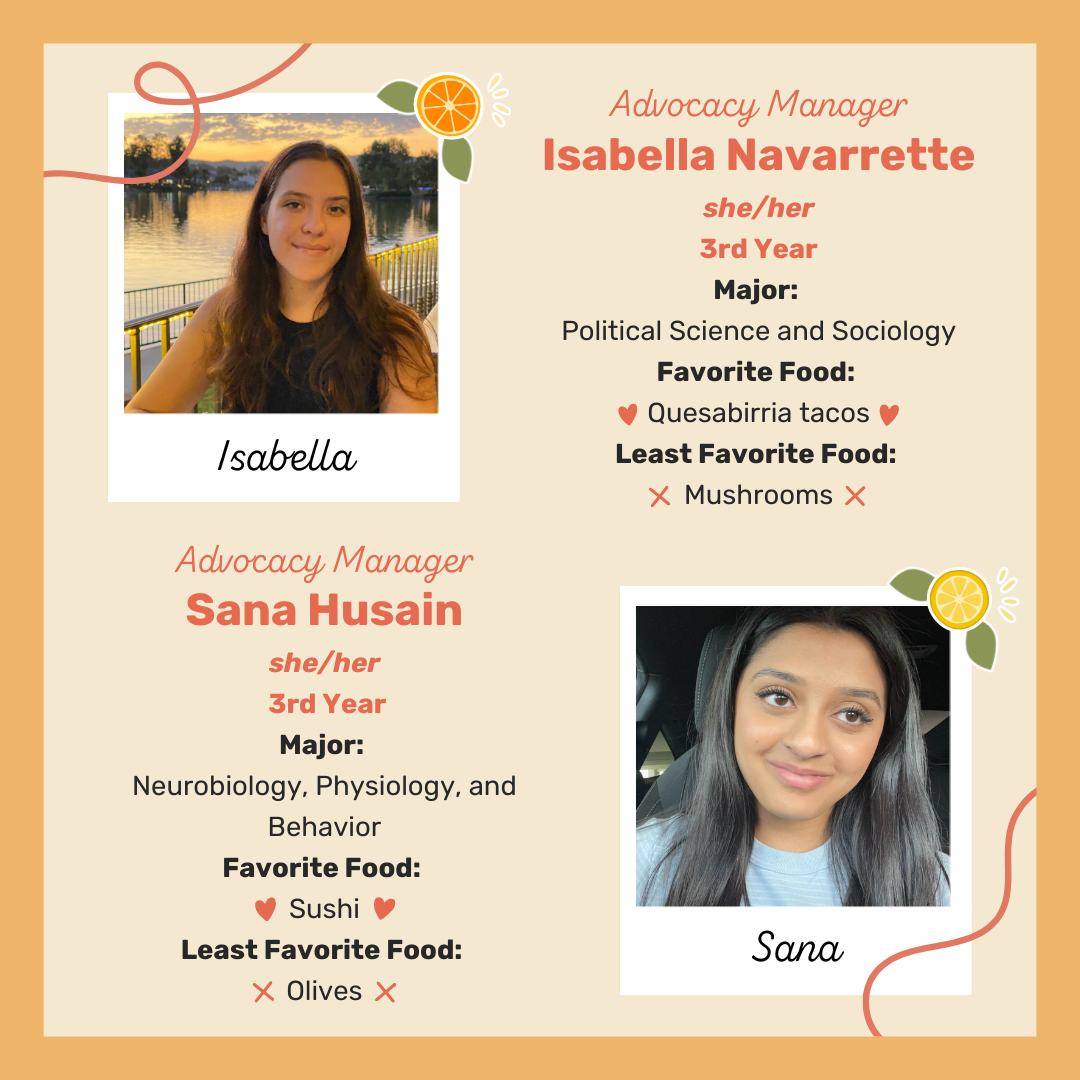 Advocacy Manager
Isabella Navarrette
she/her
3rd Year
Major:
Political Science and Sociology
Favorite Food:
Quesabirria tacos
Least Favorite Food:
Mushrooms
Isabella
Advocacy Manager
Sana Husain
she/her
3rd Year
Major:
Neurobiology, Physiology, and
Behavior
Favorite Food:
Sushi
Least Favorite Food:
Olives
Sana